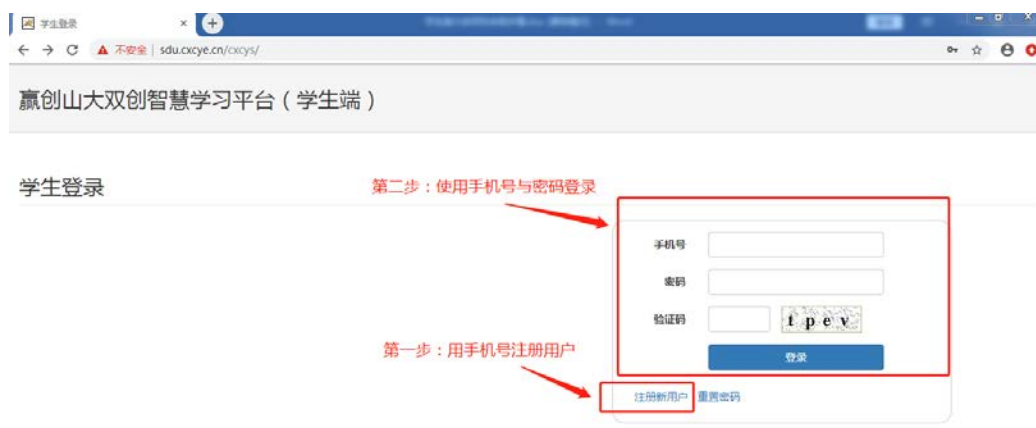 学生登录
不安全 | sdu.cxcye.cn/cxcys/
赢创山大双创智慧学习平台（学生端）
学生登录
第二步：使用手机号与密码登录
手机号
密码
验证码
t p e v
登录
第一步：用手机号注册用户
注册新用户 重置密码